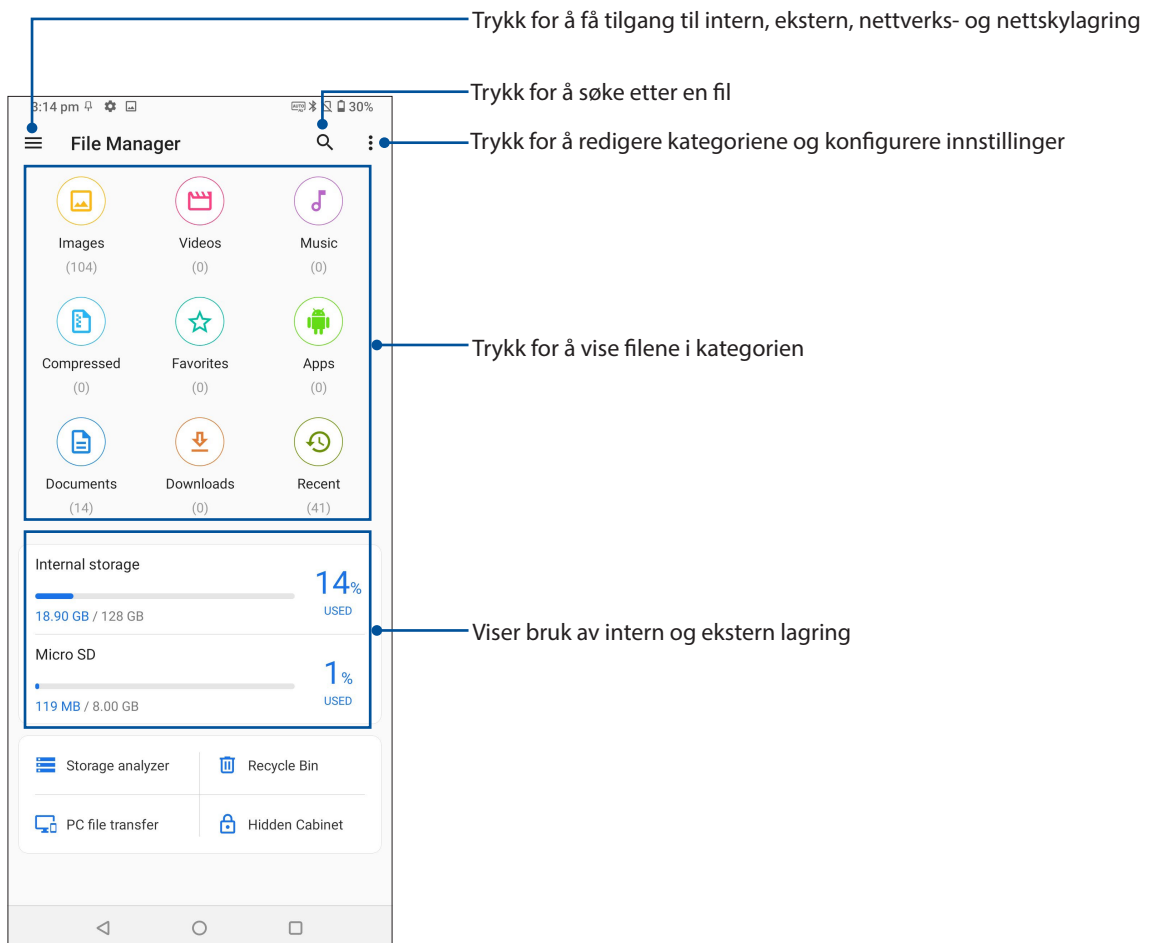 Trykk for å få tilgang til intern, ekstern, nettverks- og nettskylagring
Trykk for å søke etter en fil
3:14 pm 30%
File Manager
Trykk for å redigere kategoriene og konfigurere innstillinger
Images Videos Music
(104) (0) (0)
Compressed Favorites Apps
(0) (0) (0)
Trykk for å vise filene i kategorien
Documents Downloads Recent
(14) (0) (41)
Internal storage
14%
18.90 GB / 128 GB USED
Viser bruk av intern og ekstern lagring
Micro SD
1%
119 MB / 8.00 GB USED
Storage analyzer Recycle Bin
PC file transfer Hidden Cabinet